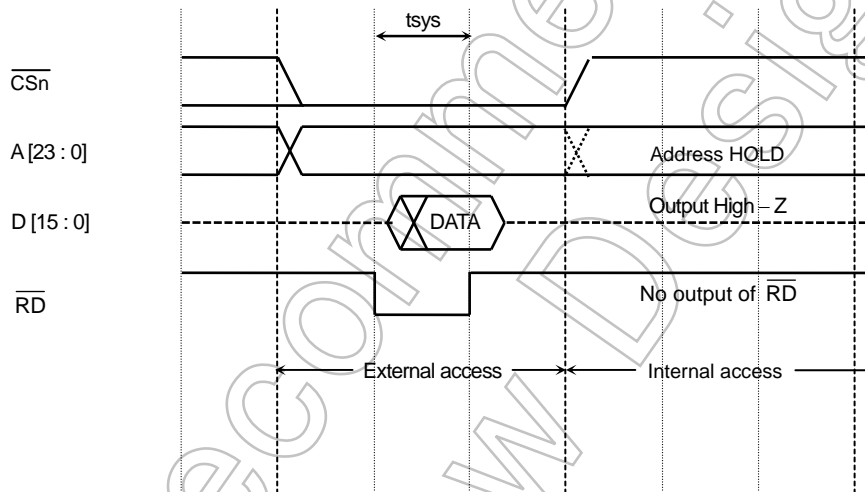 tsys
CSn
A [23 : 0]
Address HOLD
D [15 : 0]
DATA
Output High – Z
RD
No output of RD
External access
Internal access